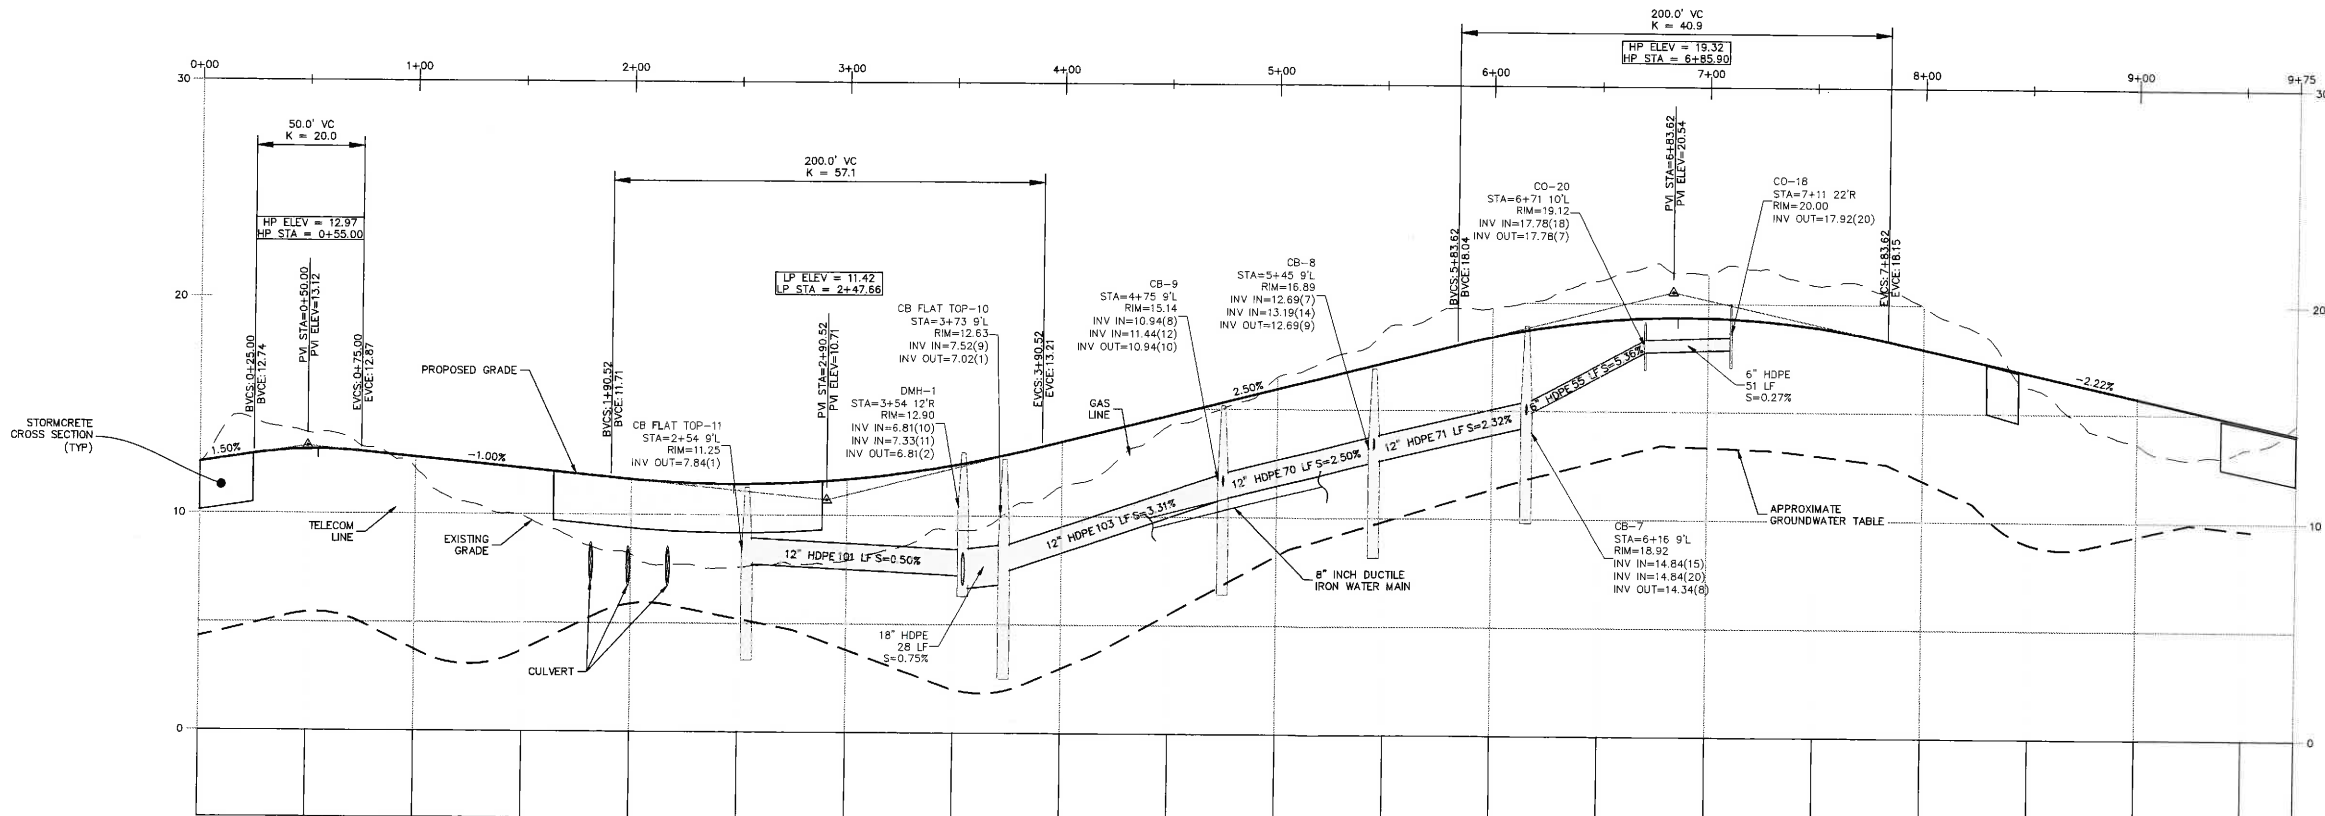 200.0' VC
K = 40.9
HP ELEV = 19.32
HP STA = 6+85.90
0+00
1+00
2+00
3+00
4+00
5+00
6+00
7+00
8+00
9+00
9+75
30
30
50.0' VC
K = 20.0
HP ELEV = 12.97
HP STA = 0+55.00
200.0' VC
K = 57.1
LP ELEV = 11.42
LP STA = 2+47.66
BVCS: 0+25.00
BVCE: 12.74
PVI STA=0+50.00
PVI ELEV=13.12
EVCS: 0+75.00
EVCE: 12.87
BVCS: 1+90.52
BVCE: 11.71
PVI STA=2+90.52
PVI ELEV=10.71
EVCS: 3+90.52
EVCE: 13.21
BVCS: 5+83.62
BVCE: 18.04
PVI STA=6+83.62
PVI ELEV=20.54
EVCS: 7+83.62
EVCE: 18.15
CO-20
STA=6+71 10'L
RIM=19.12
INV IN=17.78(18)
INV OUT=17.78(7)
CO-18
STA=7+11 22'R
RIM=20.00
INV OUT=17.92(20)
CB-8
STA=5+45 9'L
RIM=16.89
INV IN=12.69(7)
INV IN=13.19(14)
INV OUT=12.69(9)
CB-9
STA=4+75 9'L
RIM=15.14
INV IN=10.94(8)
INV IN=11.44(12)
INV OUT=10.94(10)
CB FLAT TOP-10
STA=3+73 9'L
RIM=12.63
INV IN=7.52(9)
INV OUT=7.02(1)
DMH-1
STA=3+54 12'R
RIM=12.90
INV IN=6.81(10)
INV IN=7.33(11)
INV OUT=6.81(2)
CB FLAT TOP-11
STA=2+54 9'L
RIM=11.25
INV OUT=7.84(1)
20
20
PROPOSED GRADE
STORMCRETE
CROSS SECTION
(TYP)
1.50%
-1.00%
2.50%
-2.22%
GAS
LINE
TELECOM
LINE
EXISTING
GRADE
10
10
12" HDPE 101 LF S=0.50%
12" HDPE 103 LF S=3.31%
12" HDPE 70 LF S=2.50%
12" HDPE 71 LF S=2.32%
6" HDPE 55 LF S=5.36%
6" HDPE
51 LF
S=0.27%
APPROXIMATE
GROUNDWATER TABLE
CB-7
STA=6+16 9'L
RIM=18.92
INV IN=14.84(15)
INV IN=14.84(20)
INV OUT=14.34(8)
8" INCH DUCTILE
IRON WATER MAIN
18" HDPE
28 LF
S=0.75%
CULVERT
0
0